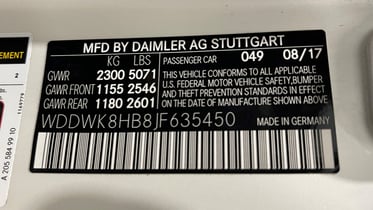 MFD BY DAIMLER AG STUTTGART
KG LBS
PASSENGER CAR 049 08/17
GVWR 2300 5071
GAWR FRONT 1155 2546
GAWR REAR 1180 2601
THIS VEHICLE CONFORMS TO ALL APPLICABLE
U.S. FEDERAL MOTOR VEHICLE SAFETY, BUMPER
AND THEFT PREVENTION STANDARDS IN EFFECT ON
THE DATE OF MANUFACTURE SHOWN ABOVE.
WDDWK8HB8JF635450
MADE IN GERMANY
A 205 584 99 10